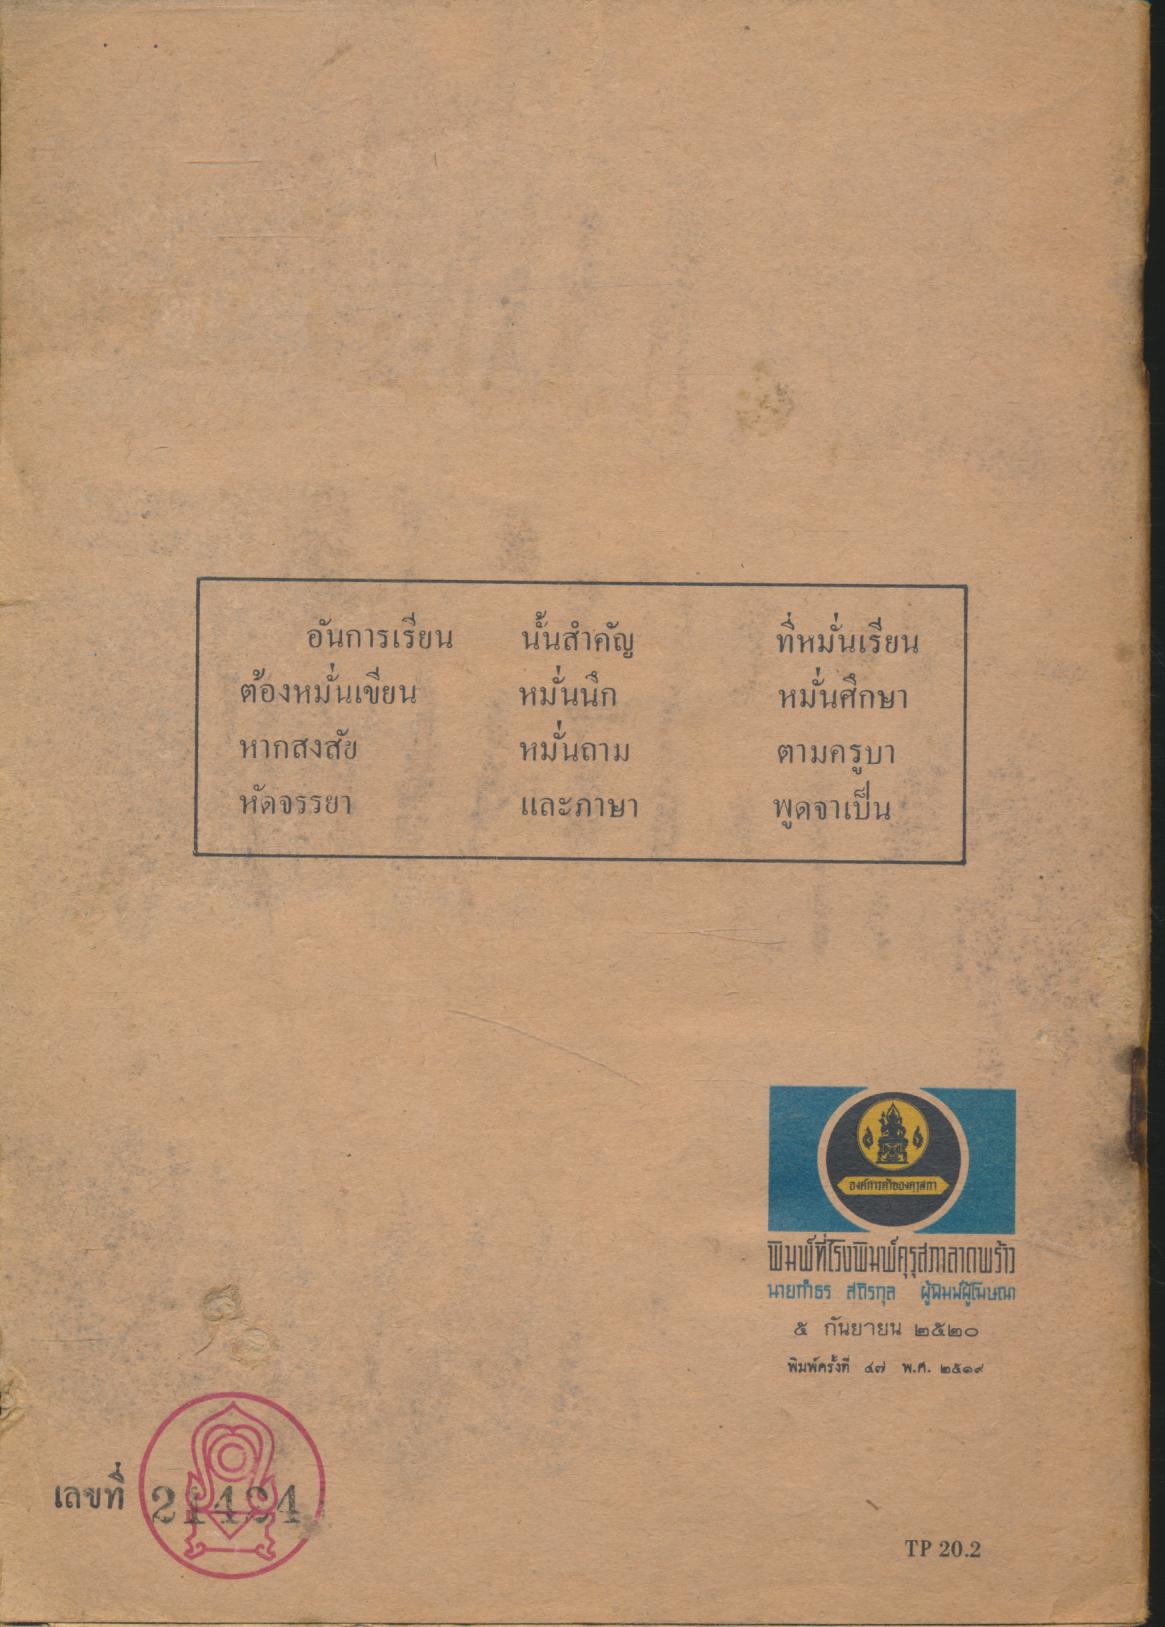 อันการเรียน นั้นสำคัญ ที่หมั่นเรียน
ต้องหมั่นเขียน หมั่นนึก หมั่นศึกษา
หากสงสัย หมั่นถาม ตามครูบา
หัดจรรยา และภาษา พูดจาเป็น
องค์การค้าของคุรุสภา
พิมพ์ที่โรงพิมพ์คุรุสภาลาดพร้าว
นายกำธร สถิรกุล ผู้พิมพ์ผู้โฆษณา
๕ กันยายน ๒๕๒๐
พิมพ์ครั้งที่ ๔๗ พ.ศ. ๒๕๑๙
เลขที่ 21424
TP 20.2